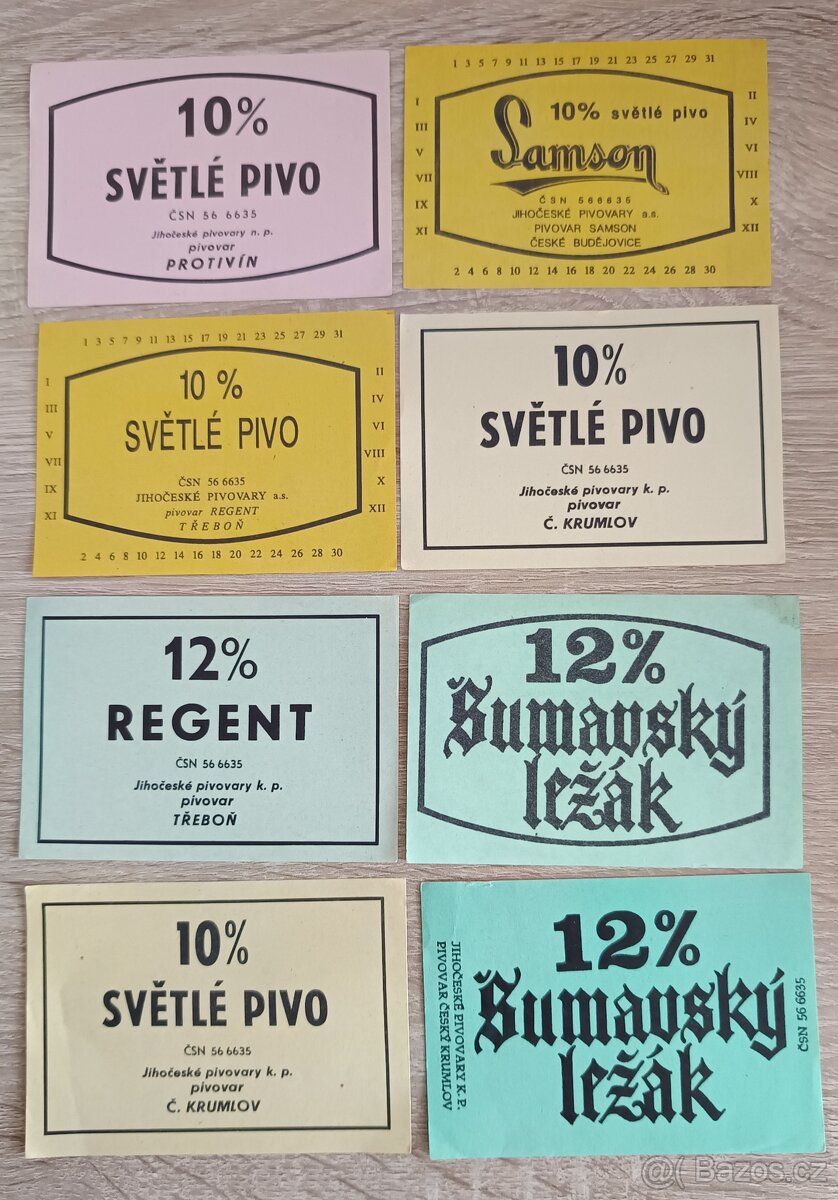 10%
SVĚTLÉ PIVO
ČSN 56 6635
Jihočeské pivovary n. p.
pivovar
PROTIVÍN
1 3 5 7 9 11 13 15 17 19 21 23 25 27 29 31
I
III
V
VII
IX
XI
10% světlé pivo
Samson
ČSN 566635
JIHOČESKÉ PIVOVARY a.s.
PIVOVAR SAMSON
ČESKÉ BUDĚJOVICE
II
IV
VI
VIII
X
XII
2 4 6 8 10 12 14 16 18 20 22 24 26 28 30
1 3 5 7 9 11 13 15 17 19 21 23 25 27 29 31
I
III
V
VII
IX
XI
10 %
SVĚTLÉ PIVO
ČSN 56 6635
JIHOČESKÉ PIVOVARY a.s.
pivovar REGENT
TŘEBOŇ
II
IV
VI
VIII
X
XII
2 4 6 8 10 12 14 16 18 20 22 24 26 28 30
10%
SVĚTLÉ PIVO
ČSN 56 6635
Jihočeské pivovary k. p.
pivovar
Č. KRUMLOV
12%
REGENT
ČSN 56 6635
Jihočeské pivovary k. p.
pivovar
TŘEBOŇ
12%
Šumavský
ležák
10%
SVĚTLÉ PIVO
ČSN 56 6635
Jihočeské pivovary k. p.
pivovar
Č. KRUMLOV
JIHOČESKÉ PIVOVARY K. P.
PIVOVAR ČESKÝ KRUMLOV
12%
Šumavský
ležák
ČSN 56 6635
@( Bazos.cz